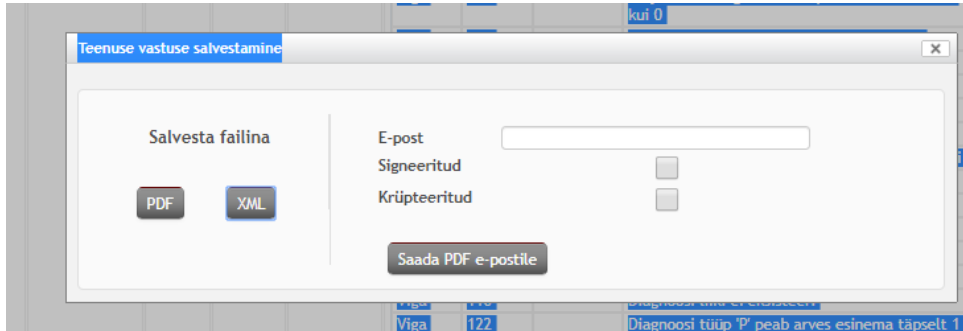 kui 0
Teenuse vastuse salvestamine
Salvesta failina
E-post
Signeeritud
PDF
XML
Krüpteeritud
Saada PDF e-postile
Viga
122
Diagnoosi tüüp 'P' peab arves esinema täpselt 1